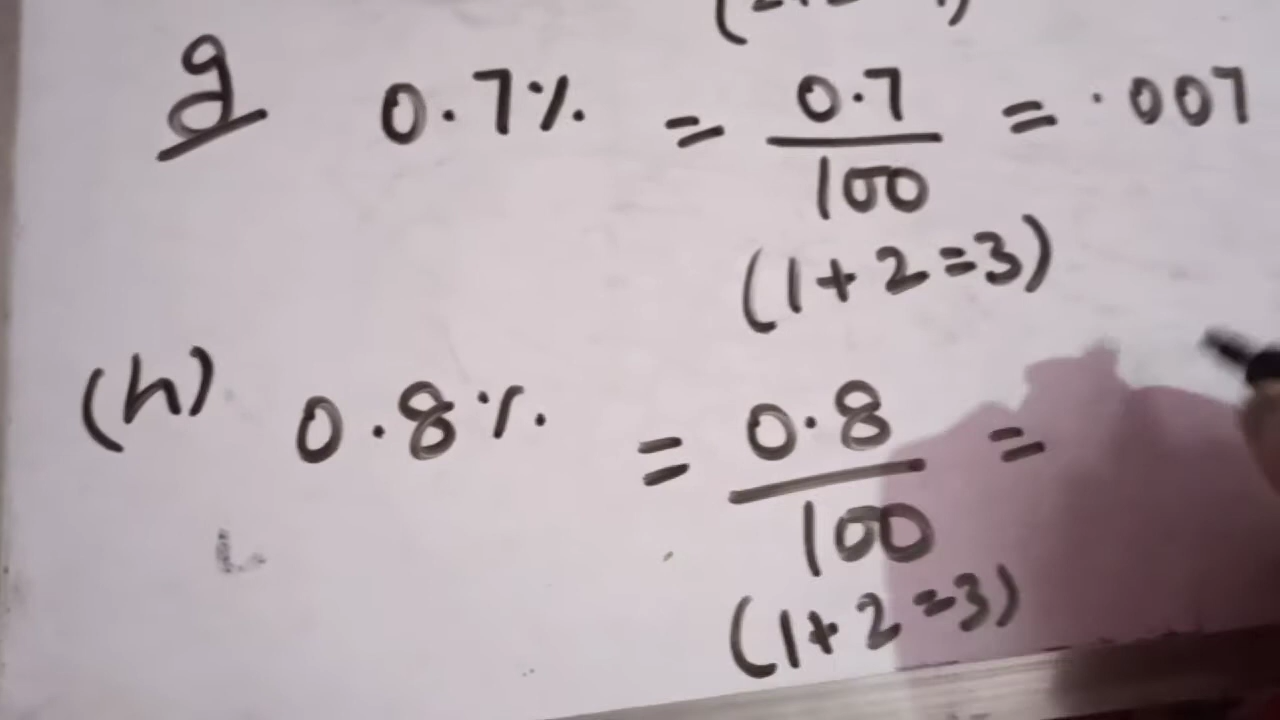 g 0.7% = 0.7/100 = .007
(1+2=3)
(h) 0.8% = 0.8/100 =
(1+2=3)